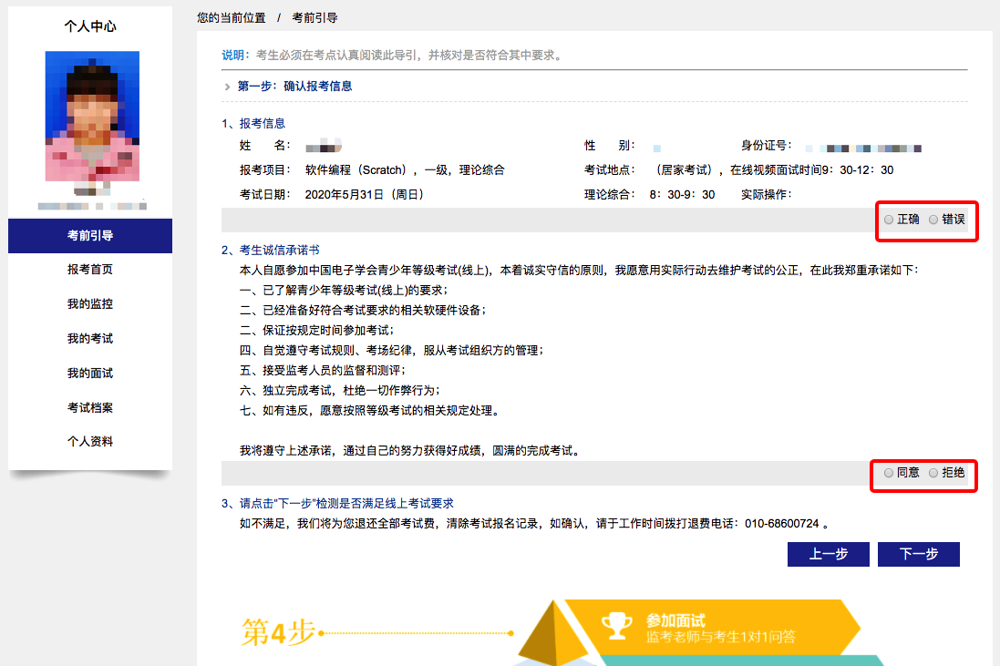 个人中心
考前引导
报考首页
我的监控
我的考试
我的面试
考试档案
个人资料
您的当前位置 / 考前引导
说明：考生必须在考点认真阅读此导引，并核对是否符合其中要求。
第一步：确认报考信息
1、报考信息
姓 名： 性 别： 身份证号：
报考项目： 软件编程（Scratch），一级，理论综合 考试地点： （居家考试），在线视频面试时间9：30-12：30
考试日期： 2020年5月31日（周日） 理论综合： 8：30-9：30 实际操作：
正确 错误
2、考生诚信承诺书
本人自愿参加中国电子学会青少年等级考试(线上)，本着诚实守信的原则，我愿意用实际行动去维护考试的公正，在此我郑重承诺如下：
一、已了解青少年等级考试(线上)的要求；
二、已经准备好符合考试要求的相关软硬件设备；
二、保证按规定时间参加考试；
四、自觉遵守考试规则、考场纪律，服从考试组织方的管理；
五、接受监考人员的监督和测评；
六、独立完成考试，杜绝一切作弊行为；
七、如有违反，愿意按照等级考试的相关规定处理。
我将遵守上述承诺，通过自己的努力获得好成绩，圆满的完成考试。
同意 拒绝
3、请点击“下一步”检测是否满足线上考试要求
如不满足，我们将为您退还全部考试费，清除考试报名记录，如确认，请于工作时间拨打退费电话：010-68600724 。
上一步 下一步
第4步
参加面试
监考老师与考生1对1问答